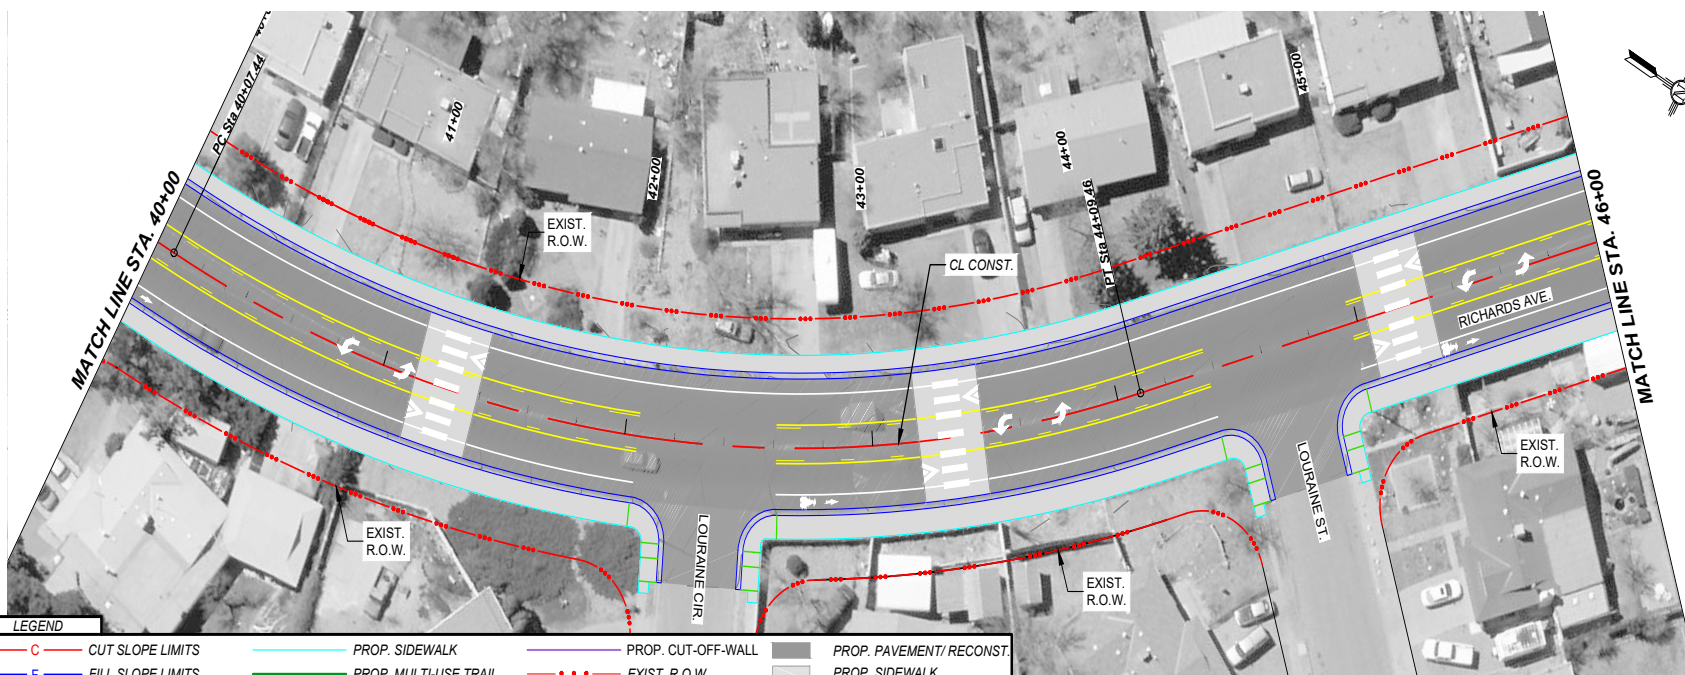 PC Sta 40+07.44
41+00
42+00
43+00
44+00
45+00
PT Sta 44+09.46
MATCH LINE STA. 40+00
MATCH LINE STA. 46+00
EXIST.
R.O.W.
CL CONST.
RICHARDS AVE.
EXIST.
R.O.W.
EXIST.
R.O.W.
EXIST.
R.O.W.
LOURAINE CIR.
LOURAINE ST.
LEGEND
C CUT SLOPE LIMITS
PROP. SIDEWALK
PROP. CUT-OFF-WALL
PROP. PAVEMENT/ RECONST.
F FILL SLOPE LIMITS
PROP. MULTI-USE TRAIL
EXIST. R.O.W.
PROP. SIDEWALK